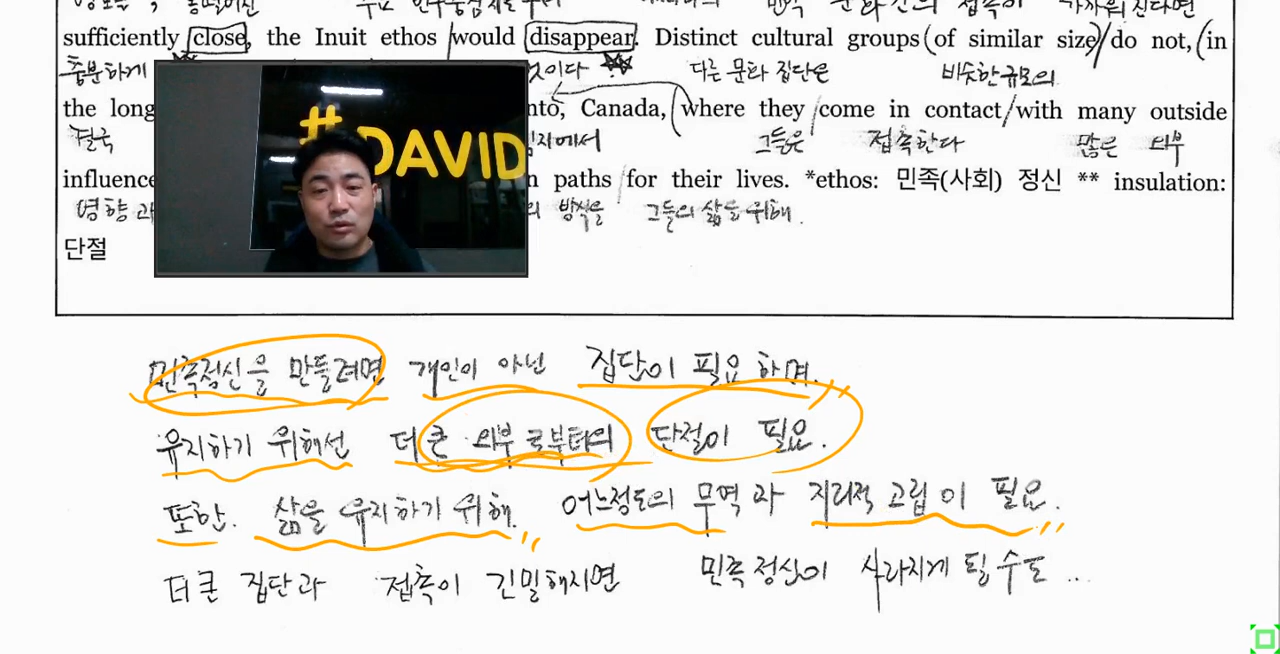 sufficiently close, the Inuit ethos would disappear. Distinct cultural groups (of similar size) do not, (in
충분하게 것이다 다른 문화 집단은 비슷한 규모의
the long nto, Canada, where they come in contact with many outside
결국 에서 그들은 접촉한다 많은 외부
influence n paths for their lives. *ethos: 민족(사회) 정신 ** insulation:
영향과 의 방식을 그들의 삶을 위해.
단절
#DAVID
민족정신을 만들려면 개인이 아닌 집단이 필요하며,
유지하기 위해선 더 큰 외부로부터의 단절이 필요.
또한. 삶을 유지하기 위해. 어느정도의 무역과 지리적 고립이 필요.
더 큰 집단과 접촉이 긴밀해지면 민족정신이 사라지게 될 수도...